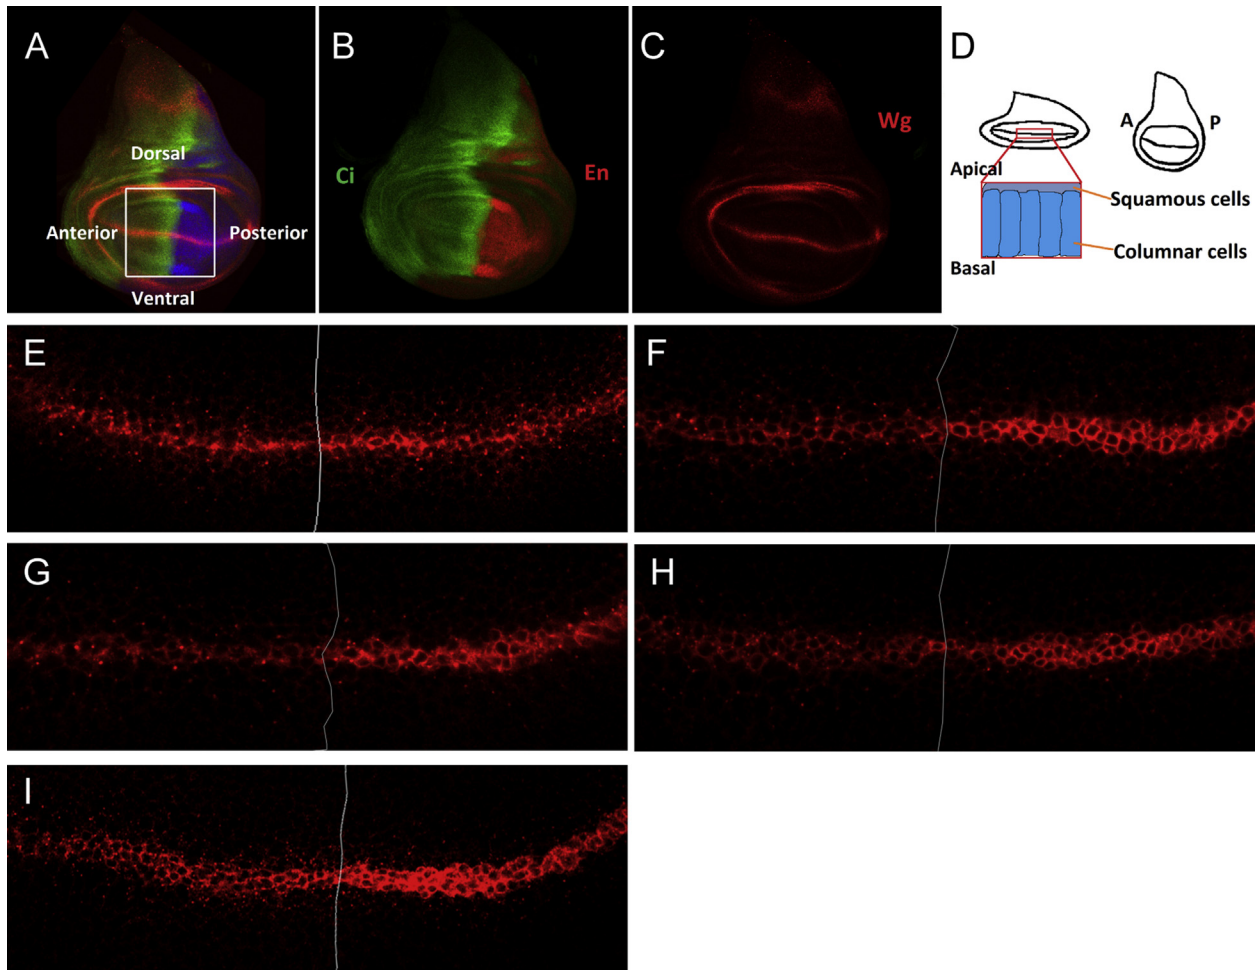 A
Dorsal
Anterior
Posterior
Ventral
B
Ci
En
C
Wg
D
A
P
Apical
Squamous cells
Columnar cells
Basal
E
F
G
H
I